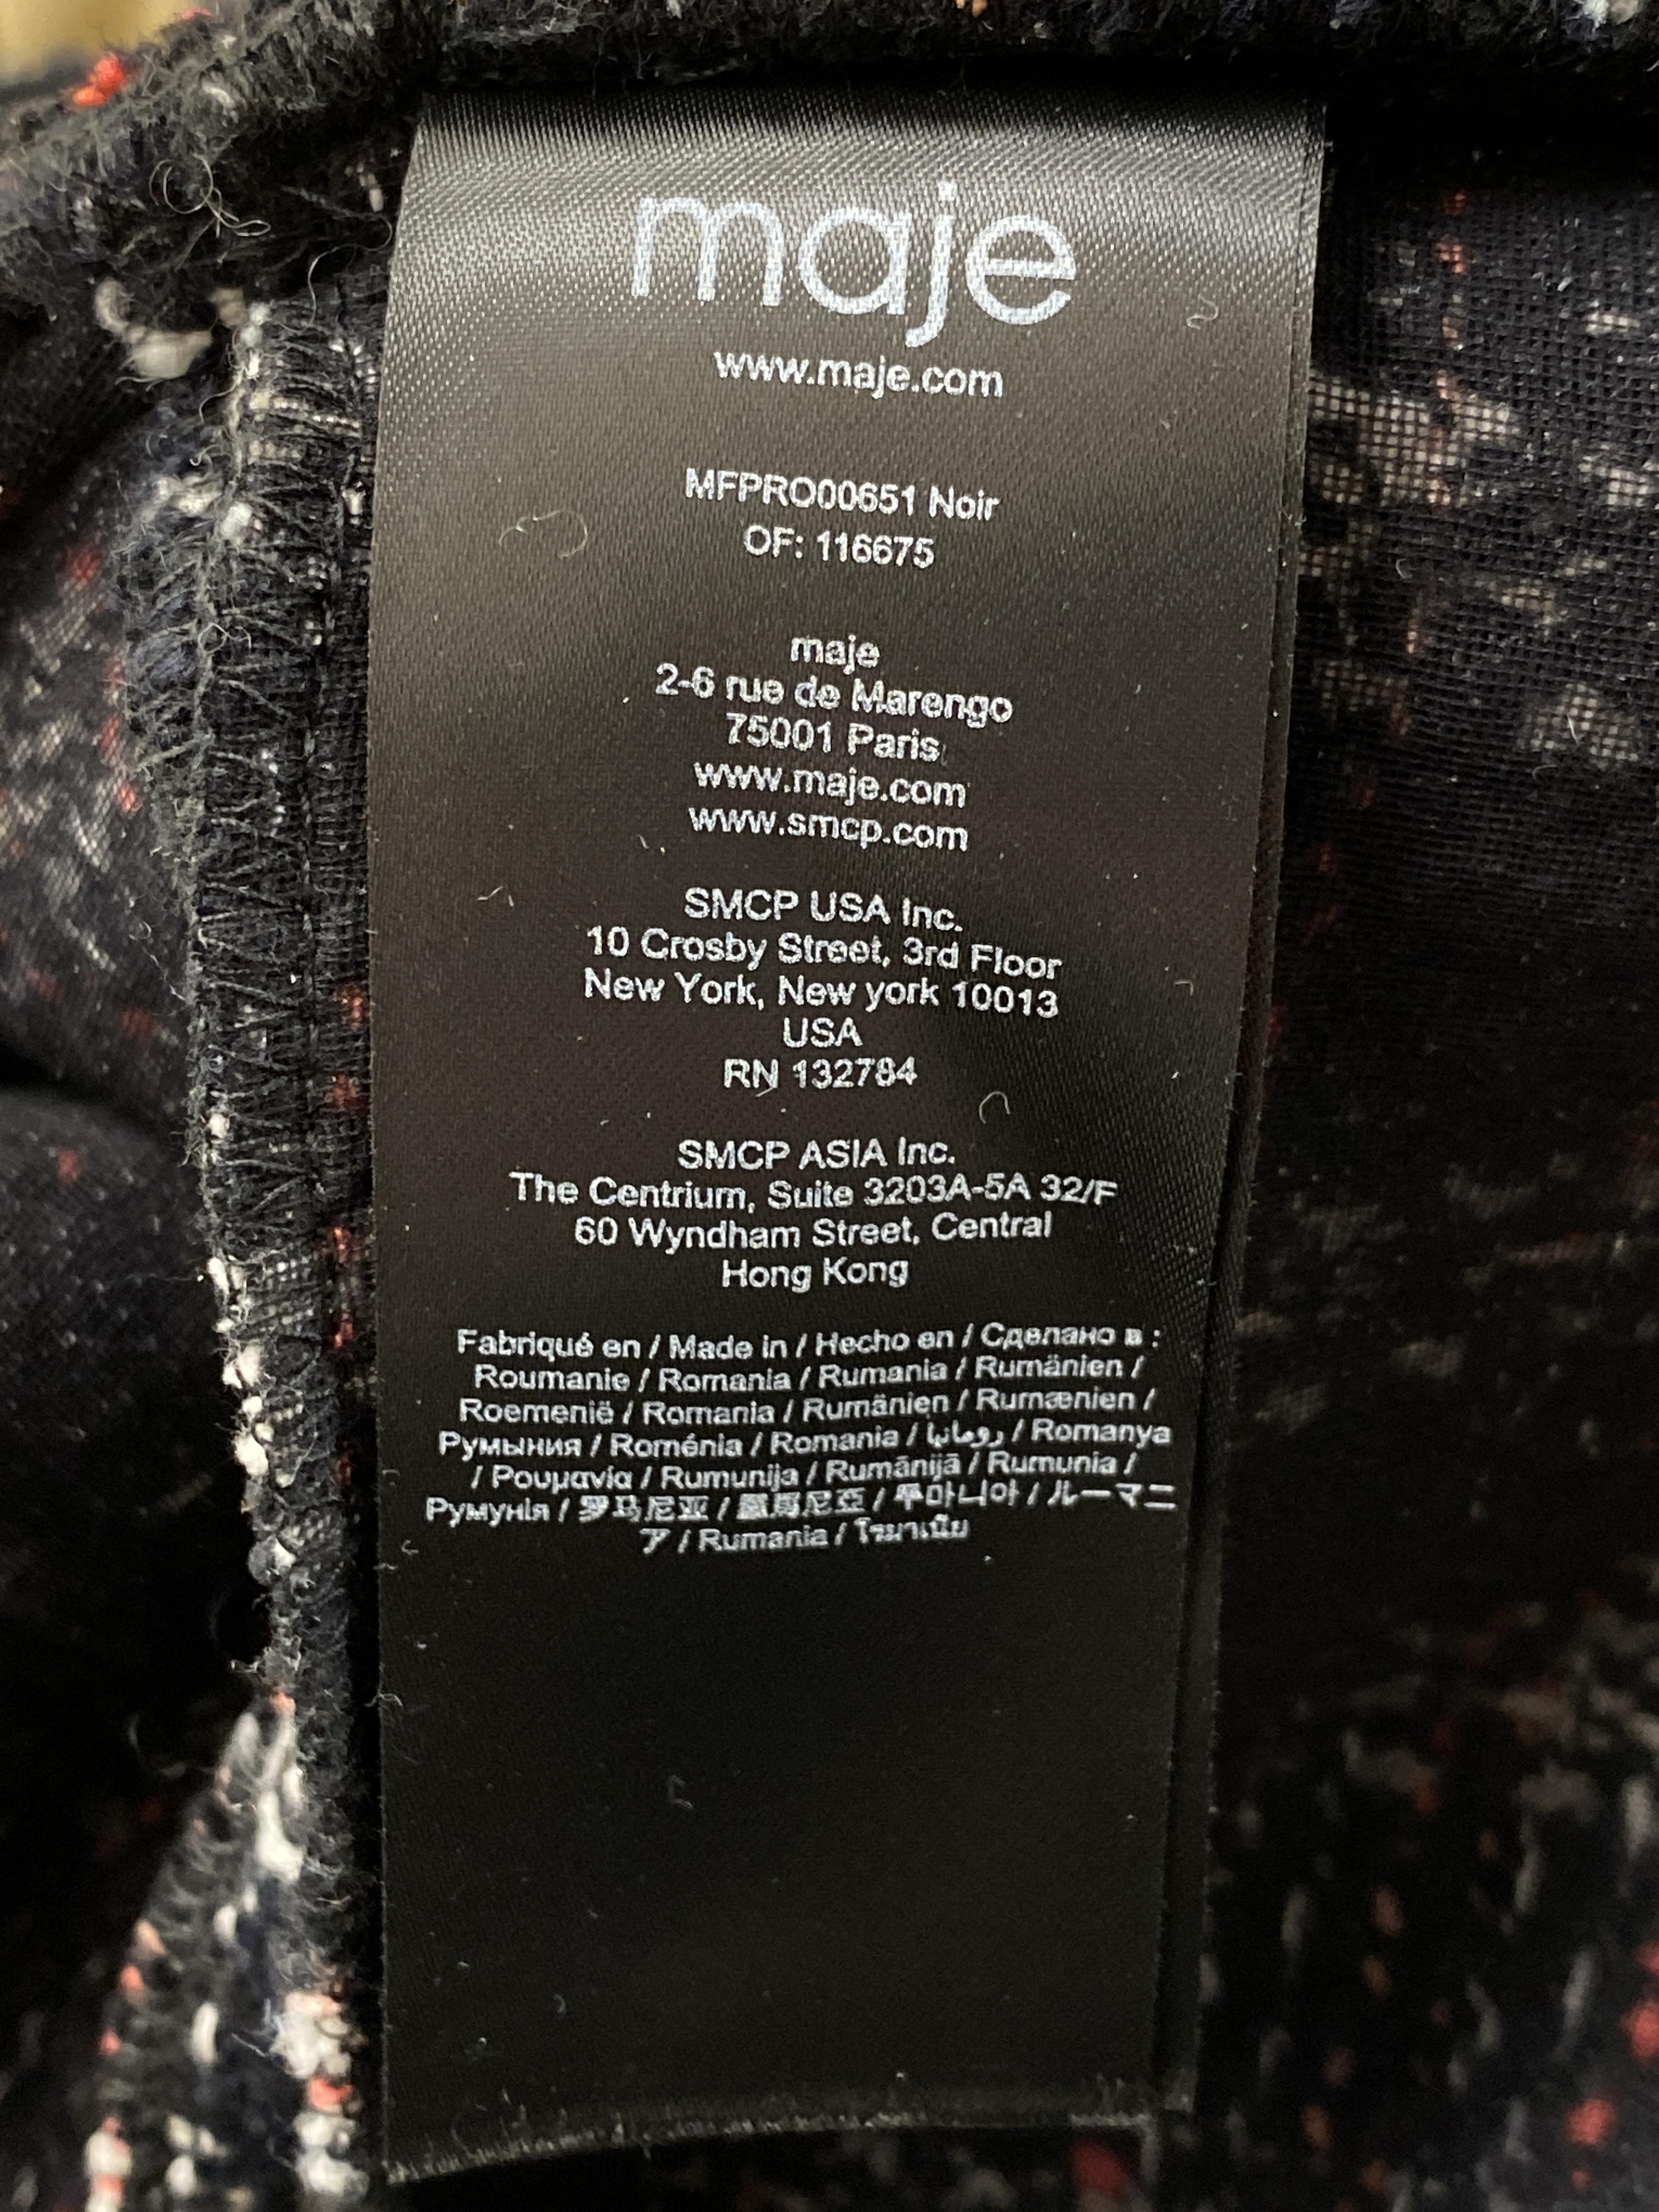 maje
www.maje.com
MFPRO00651 Noir
OF: 116675
maje
2-6 rue de Marengo
75001 Paris
www.maje.com
www.smcp.com
SMCP USA Inc.
10 Crosby Street, 3rd Floor
New York, New york 10013
USA
RN 132784
SMCP ASIA Inc.
The Centrium, Suite 3203A-5A 32/F
60 Wyndham Street, Central
Hong Kong
Fabriqué en / Made in / Hecho en / Сделано в :
Roumanie / Romania / Rumania / Rumänien /
Roemenië / Romania / Rumänien / Rumænien /
Румыния / Roménia / Romania / رومانيا / Romanya
/ Ρουμανία / Rumunija / Rumānijā / Rumunia /
Румунія / 罗马尼亚 / 羅馬尼亞 / 루마니아 / ルーマニ
ア / Rumania / โรมาเนีย